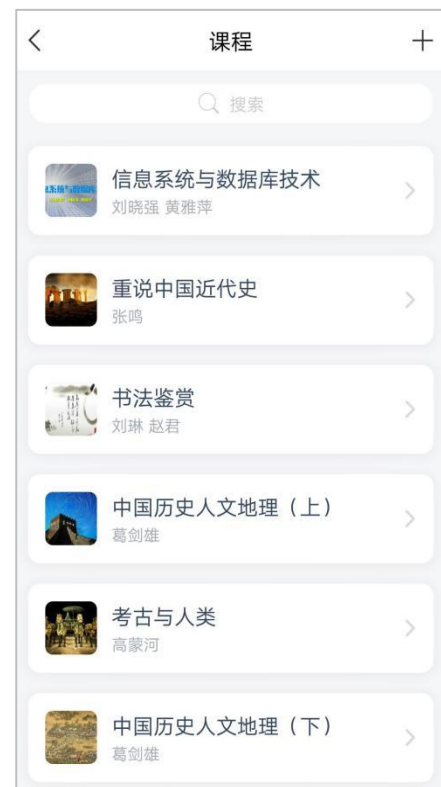 课程
搜索
信息系统与数据库技术
刘晓强 黄雅萍
重说中国近代史
张鸣
书法鉴赏
刘琳 赵君
中国历史人文地理（上）
葛剑雄
考古与人类
高蒙河
中国历史人文地理（下）
葛剑雄